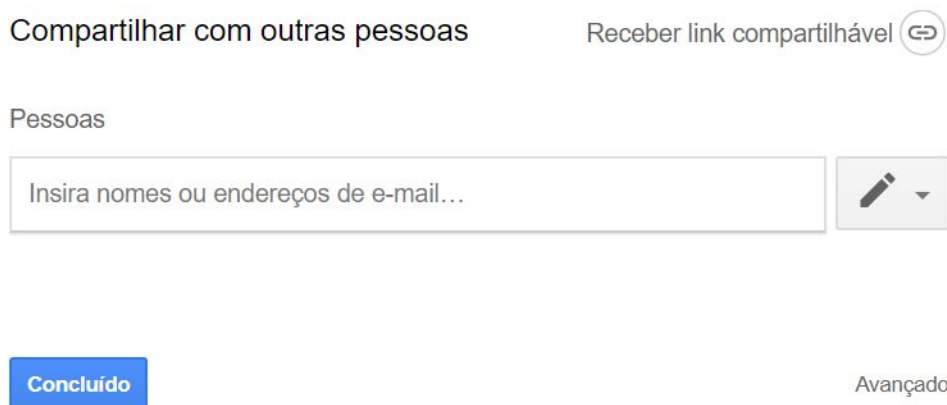 Compartilhar com outras pessoas
Receber link compartilhável
Pessoas
Insira nomes ou endereços de e-mail...
Concluído
Avançado